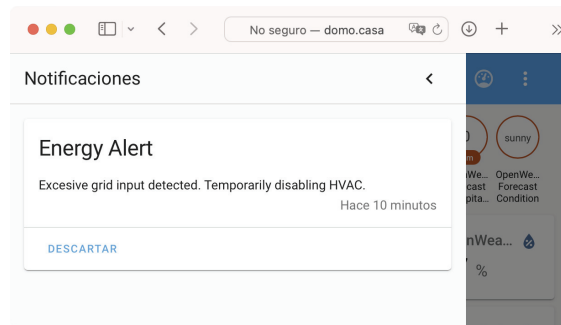 No seguro — domo.casa
Notificaciones
Energy Alert
Excesive grid input detected. Temporarily disabling HVAC.
Hace 10 minutos
DESCARTAR
sunny
OpenWe...
Forecast
Condition
nWea...
%